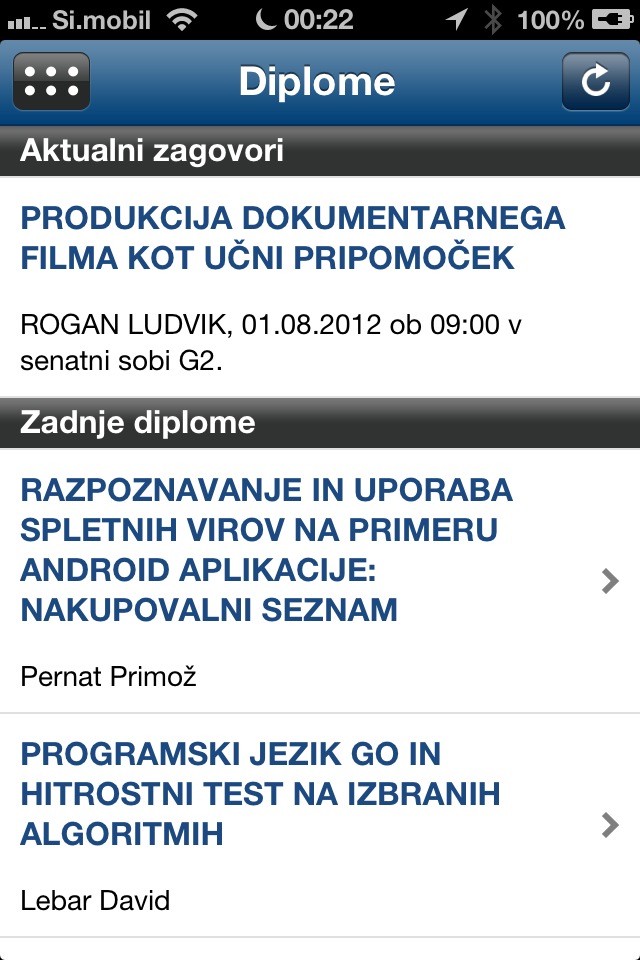 Si.mobil 00:22 100%
Diplome
Aktualni zagovori
PRODUKCIJA DOKUMENTARNEGA
FILMA KOT UČNI PRIPOMOČEK
ROGAN LUDVIK, 01.08.2012 ob 09:00 v
senatni sobi G2.
Zadnje diplome
RAZPOZNAVANJE IN UPORABA
SPLETNIH VIROV NA PRIMERU
ANDROID APLIKACIJE:
NAKUPOVALNI SEZNAM
Pernat Primož
PROGRAMSKI JEZIK GO IN
HITROSTNI TEST NA IZBRANIH
ALGORITMIH
Lebar David